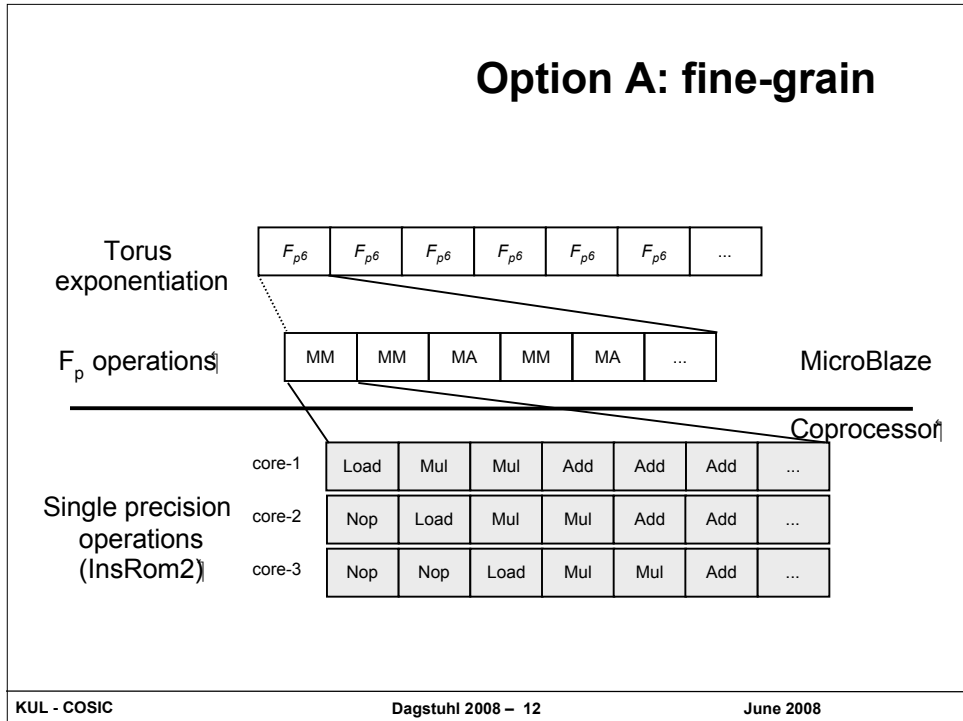 Option A: fine-grain
Torus
exponentiation
F_p6 F_p6 F_p6 F_p6 F_p6 F_p6 ...
F_p operations
MM MM MA MM MA ...
MicroBlaze
Coprocessor
Single precision
operations
(InsRom2)
core-1 Load Mul Mul Add Add Add ...
core-2 Nop Load Mul Mul Add Add ...
core-3 Nop Nop Load Mul Mul Add ...
KUL - COSIC Dagstuhl 2008 – 12 June 2008